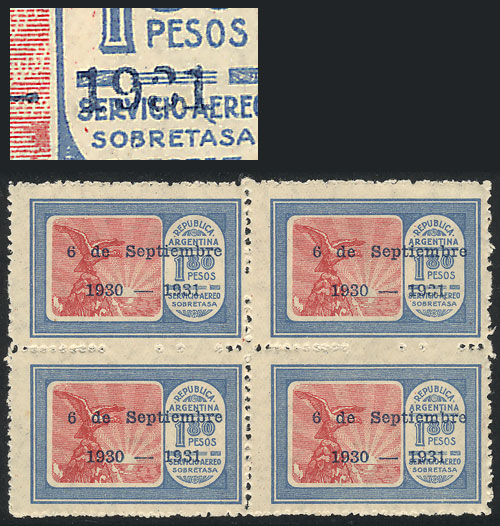 1.80
PESOS
1931
SERVICIO AEREO
SOBRETASA
REPUBLICA
ARGENTINA
6 de Septiembre
1.80
PESOS
1930 — 1931
SERVICIO AEREO
SOBRETASA
REPUBLICA
ARGENTINA
6 de Septiembre
1.80
PESOS
1930 — 1931
SERVICIO AEREO
SOBRETASA
REPUBLICA
ARGENTINA
6 de Septiembre
1.80
PESOS
1930 — 1931
SERVICIO AEREO
SOBRETASA
REPUBLICA
ARGENTINA
6 de Septiembre
1.80
PESOS
1930 — 1931
SERVICIO AEREO
SOBRETASA